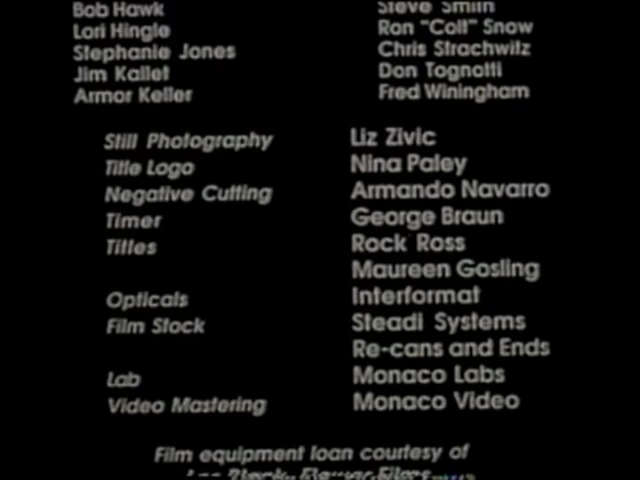 Bob Hawk Steve Smith
Lori Hingle Ron "Colt" Snow
Stephanie Jones Chris Strachwitz
Jim Kallet Don Tognotti
Armor Keller Fred Winingham
Still Photography Liz Zivic
Title Logo Nina Paley
Negative Cutting Armando Navarro
Timer George Braun
Titles Rock Ross
Maureen Gosling
Opticals Interformat
Film Stock Steadi Systems
Re-cans and Ends
Lab Monaco Labs
Video Mastering Monaco Video
Film equipment loan courtesy of
Films